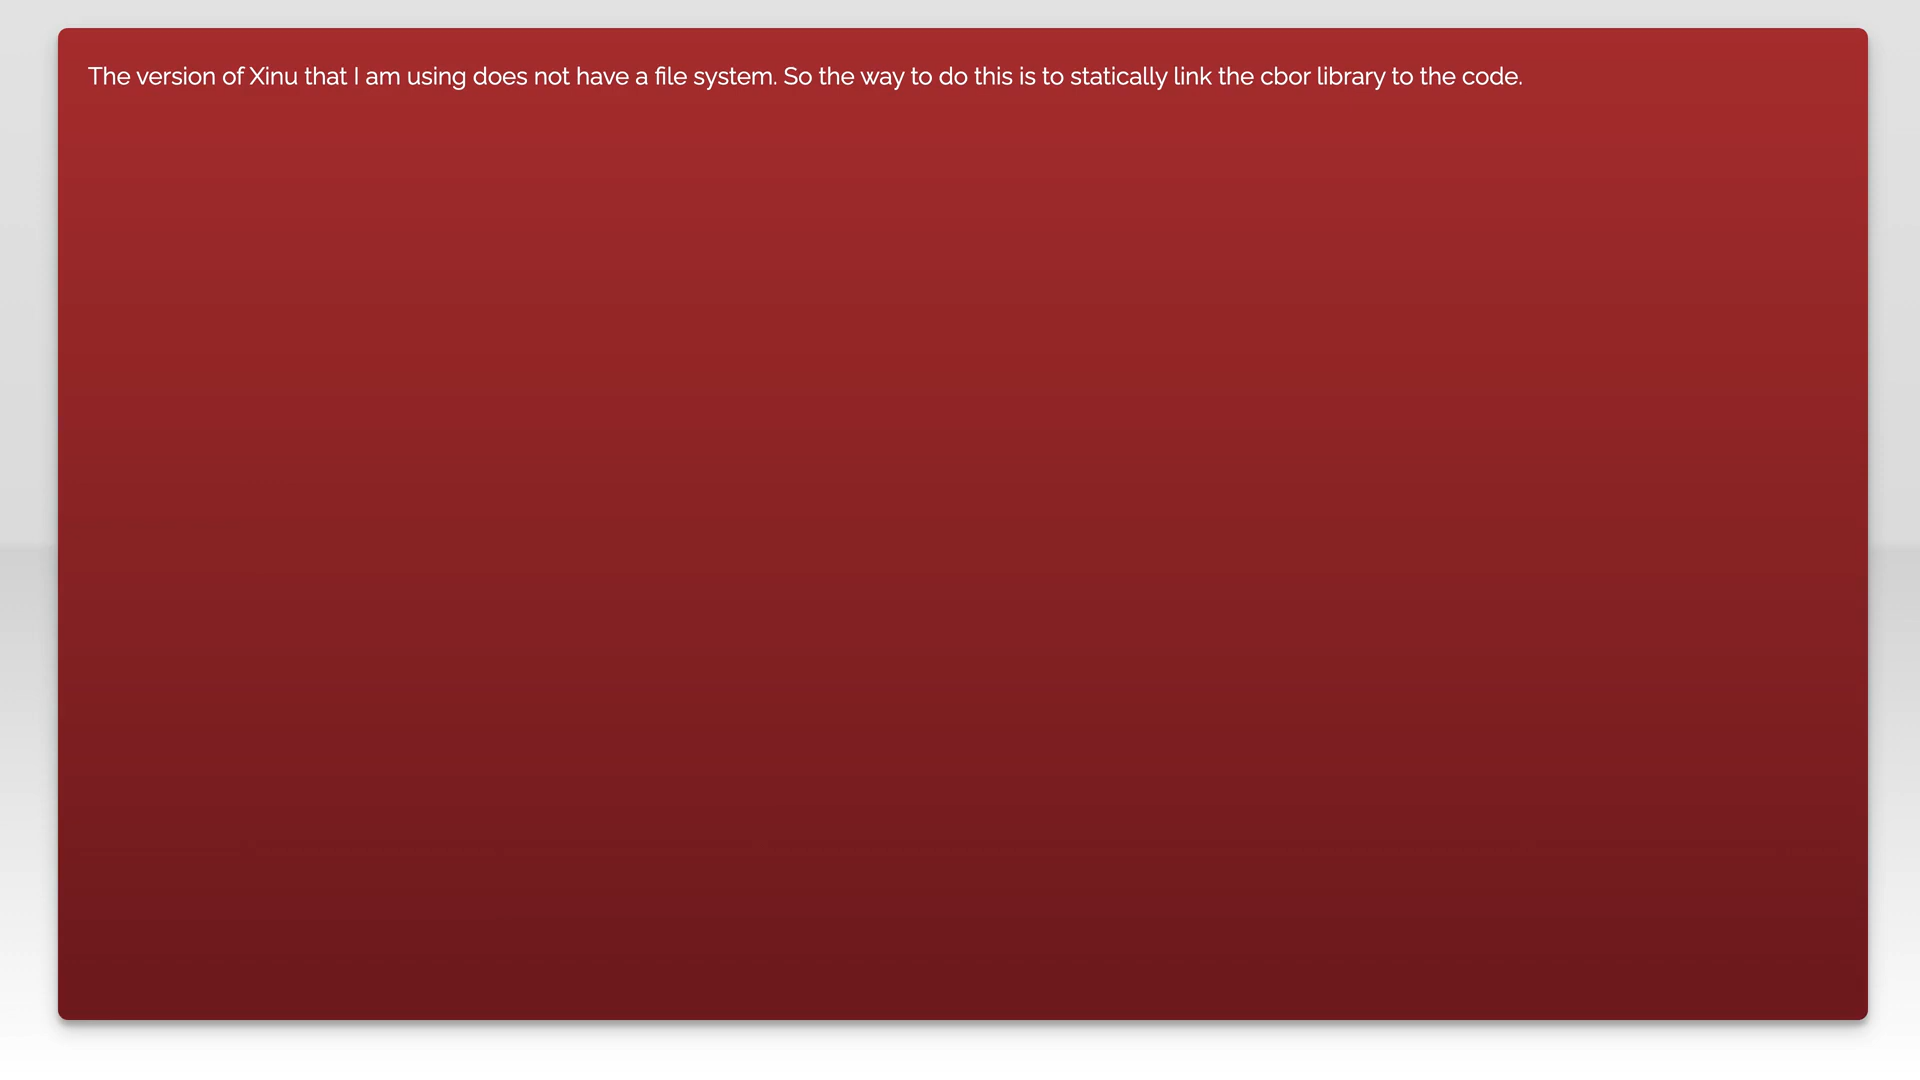 The version of Xinu that I am using does not have a file system. So the way to do this is to statically link the cbor library to the code.